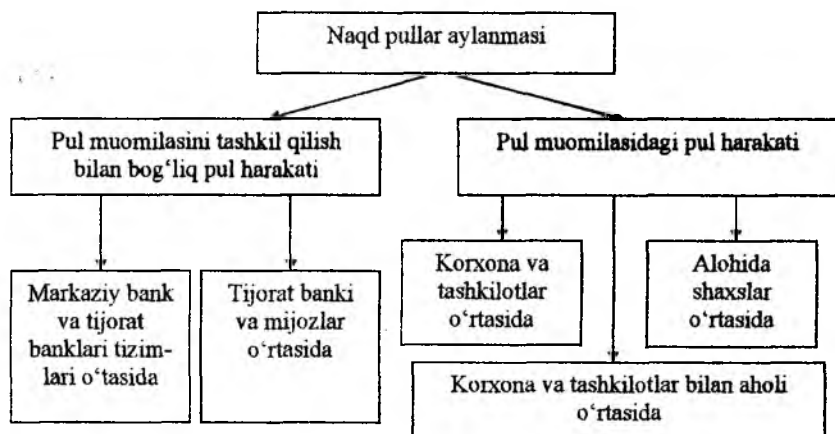 Naqd pullar aylanmasi
Pul muomilasini tashkil qilish
bilan bog‘liq pul harakati
Pul muomilasidagi pul harakati
Markaziy bank
va tijorat
banklari tizim-
lari o‘tasida
Tijorat banki
va mijozlar
o‘rtasida
Korxona va
tashkilotlar
o‘rtasida
Alohida
shaxslar
o‘rtasida
Korxona va tashkilotlar bilan aholi
o‘rtasida